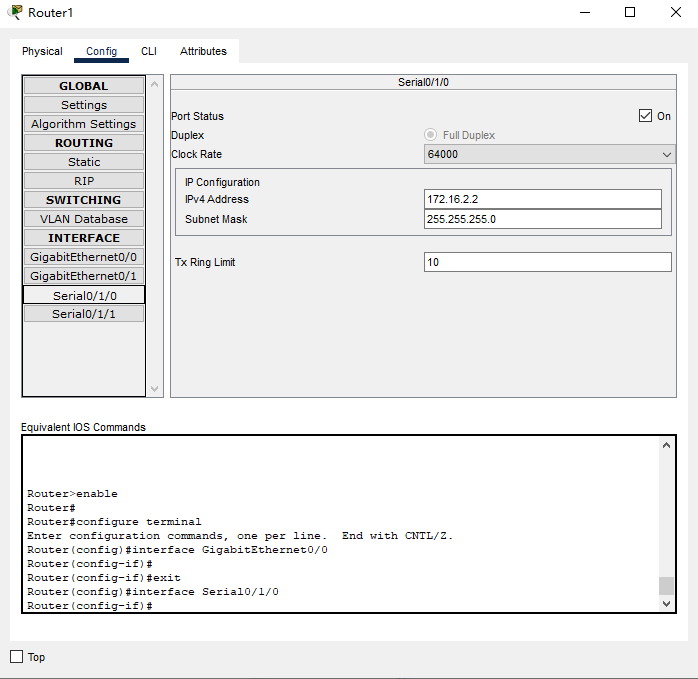 Router1
Physical Config CLI Attributes
GLOBAL
Settings
Algorithm Settings
ROUTING
Static
RIP
SWITCHING
VLAN Database
INTERFACE
GigabitEthernet0/0
GigabitEthernet0/1
Serial0/1/0
Serial0/1/1
Serial0/1/0
Port Status On
Duplex Full Duplex
Clock Rate 64000
IP Configuration
IPv4 Address 172.16.2.2
Subnet Mask 255.255.255.0
Tx Ring Limit 10
Equivalent IOS Commands
Router>enable
Router#
Router#configure terminal
Enter configuration commands, one per line.  End with CNTL/Z.
Router(config)#interface GigabitEthernet0/0
Router(config-if)#
Router(config-if)#exit
Router(config)#interface Serial0/1/0
Router(config-if)#
Top